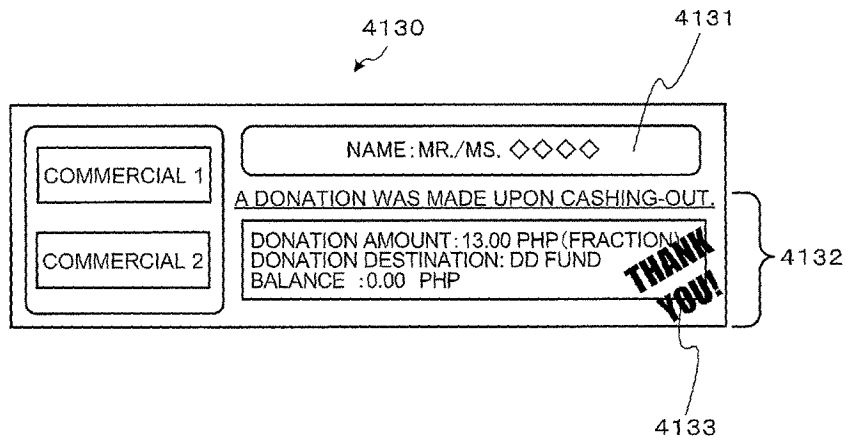 4130
4131
NAME:MR./MS. ◇◇◇◇
COMMERCIAL 1
A DONATION WAS MADE UPON CASHING-OUT.
DONATION AMOUNT:13.00 PHP(FRACTION)
DONATION DESTINATION: DD FUND
BALANCE :0.00 PHP
COMMERCIAL 2
THANK
YOU!
4132
4133